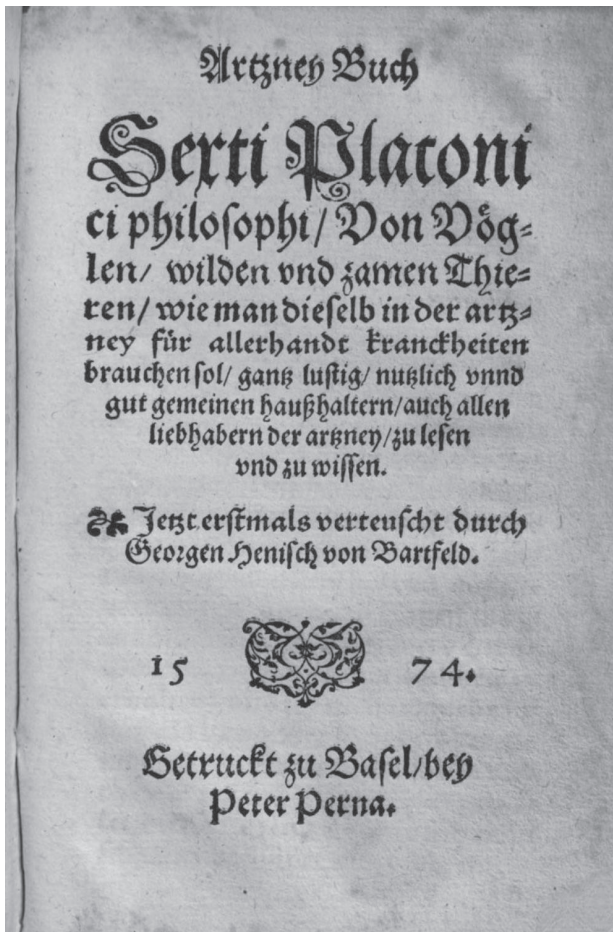 Artzney Buch
Sexti Platoni
ci philosophi/ Von Vög⸗
len/ wilden vnd zamen Thie⸗
ren/ wie man dieselb in der artz⸗
ney für allerhandt kranckheiten
brauchen sol/ gantz lustig/ nutzlich vnnd
gut gemeinen haußhaltern/ auch allen
liebhabern der artzney/ zu lesen
vnd zu wissen.
Jetzt erstmals verteuscht durch
Georgen Henisch von Bartfeld.
15 74.
Getruckt zu Basel/ bey
Peter Perna.